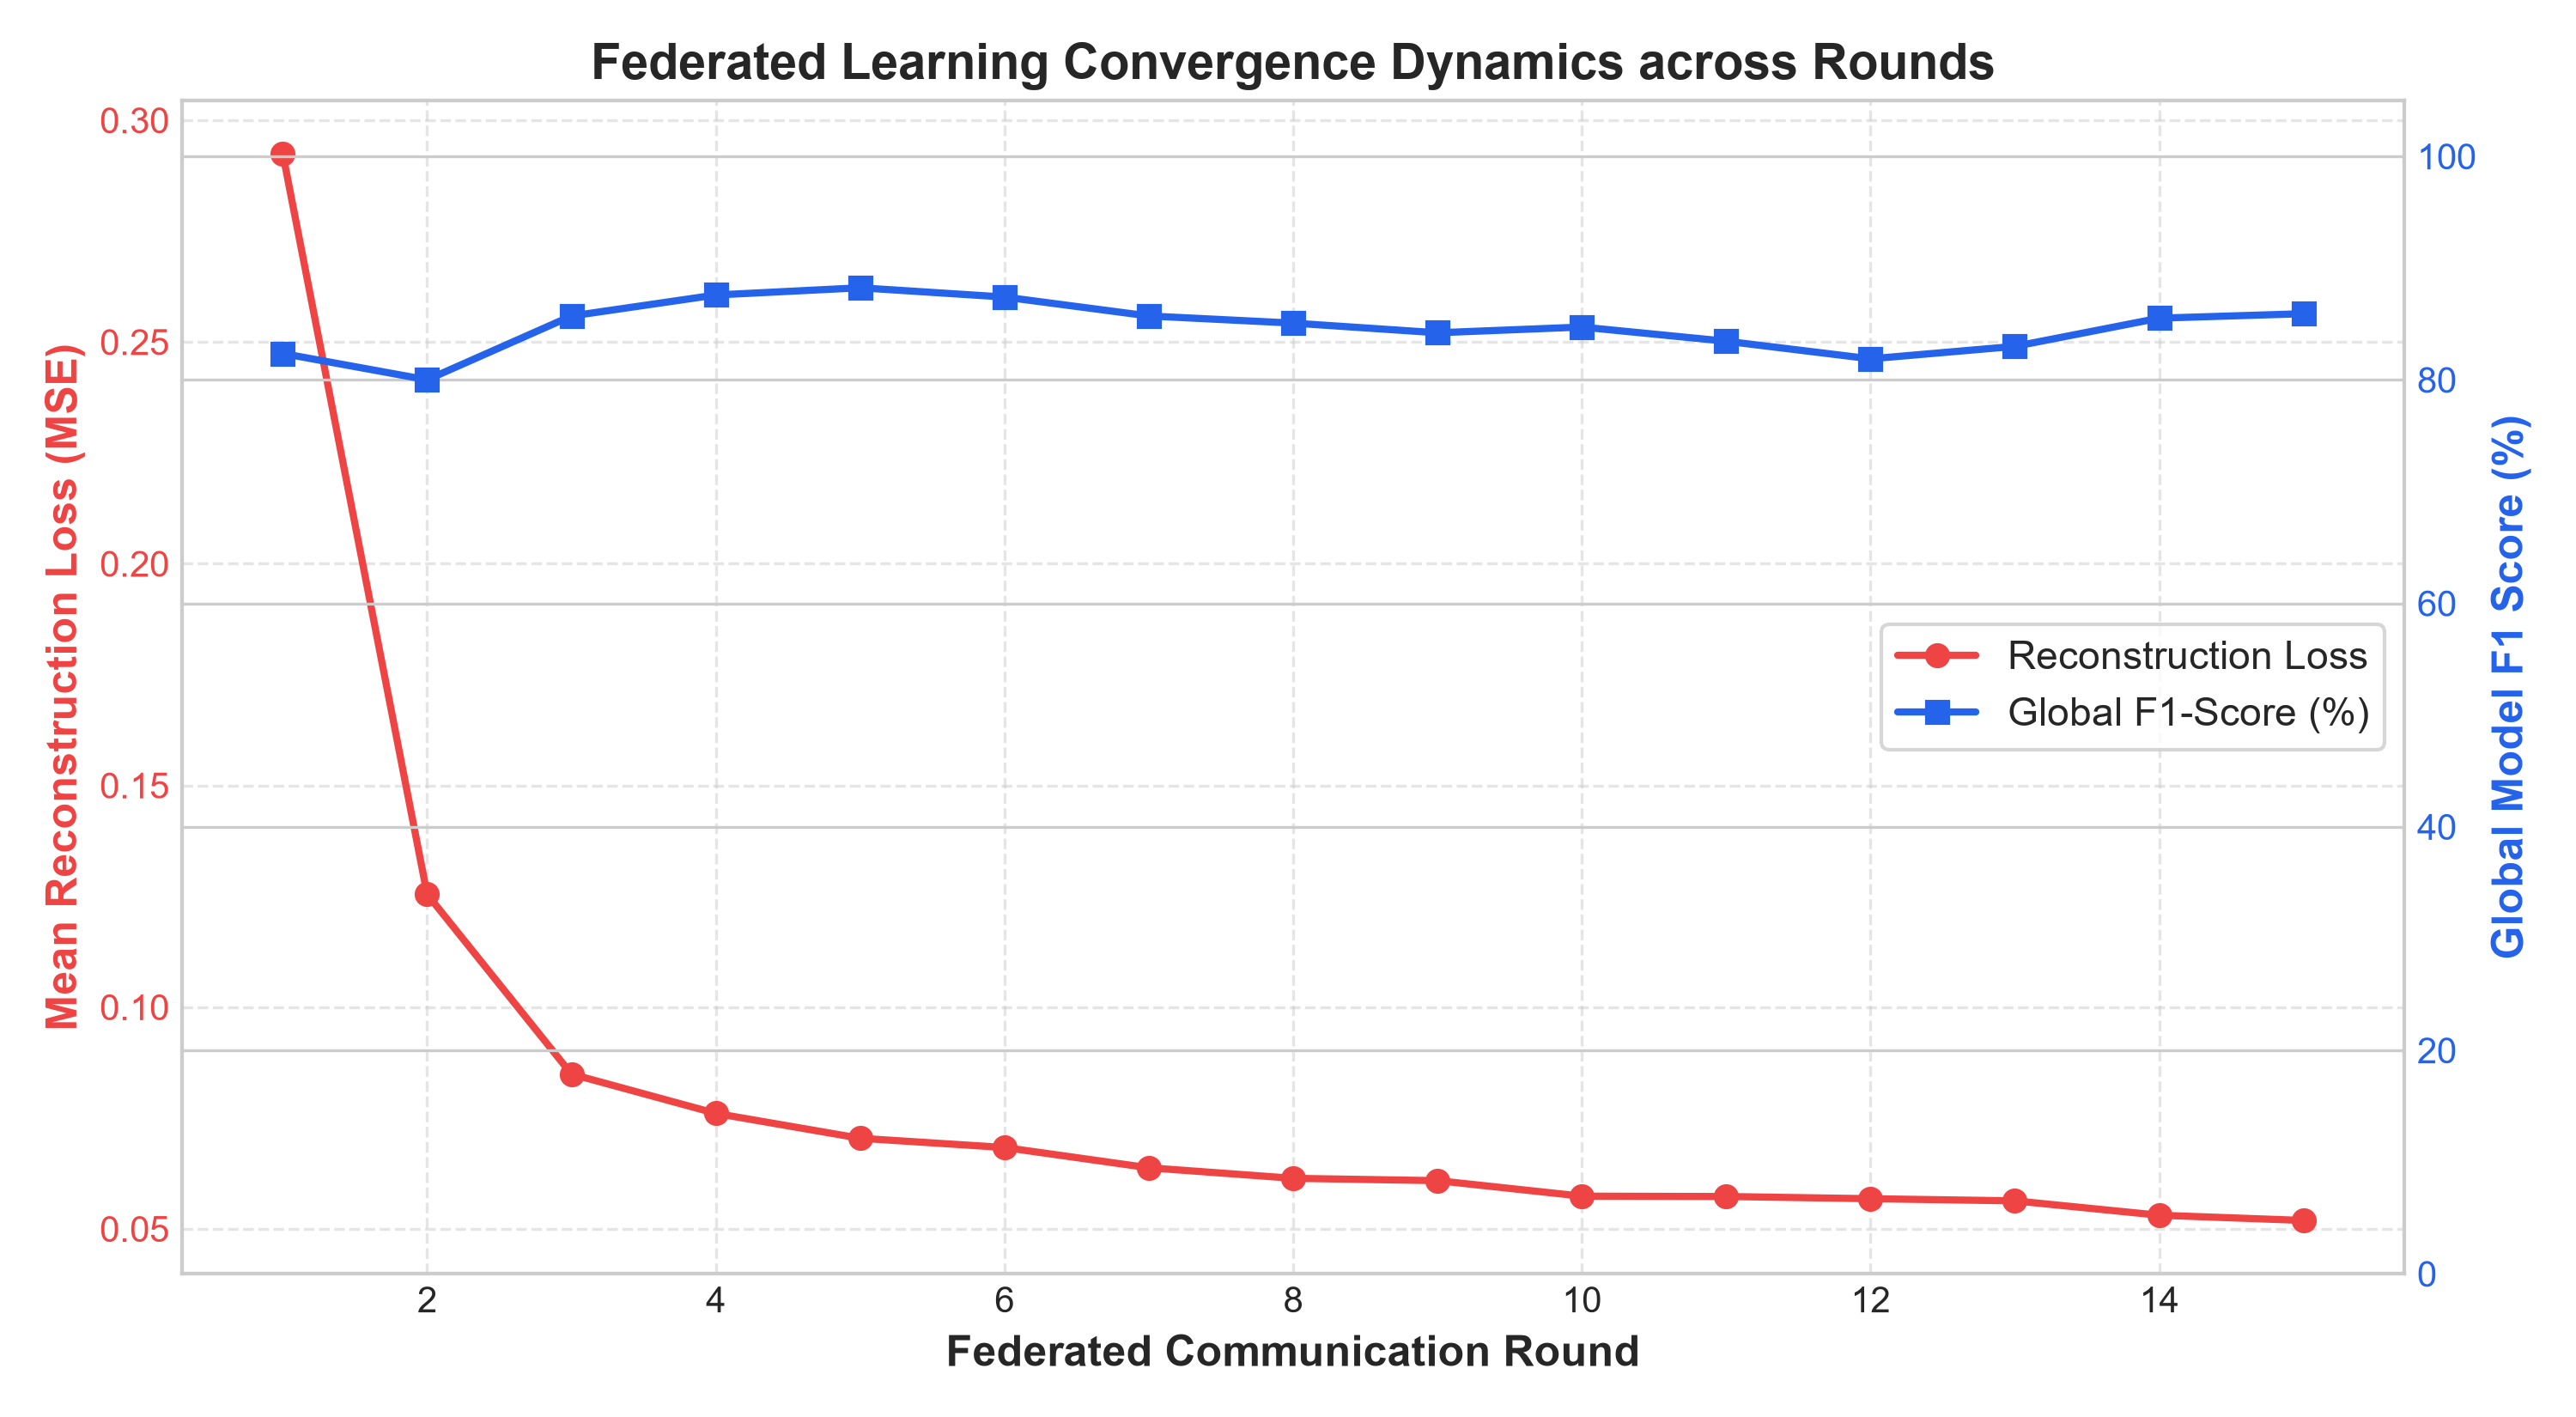 Federated Learning Convergence Dynamics across Rounds
Mean Reconstruction Loss (MSE)
0.30
0.25
0.20
0.15
0.10
0.05
100
80
60
40
20
0
Global Model F1 Score (%)
Reconstruction Loss
Global F1-Score (%)
2 4 6 8 10 12 14
Federated Communication Round